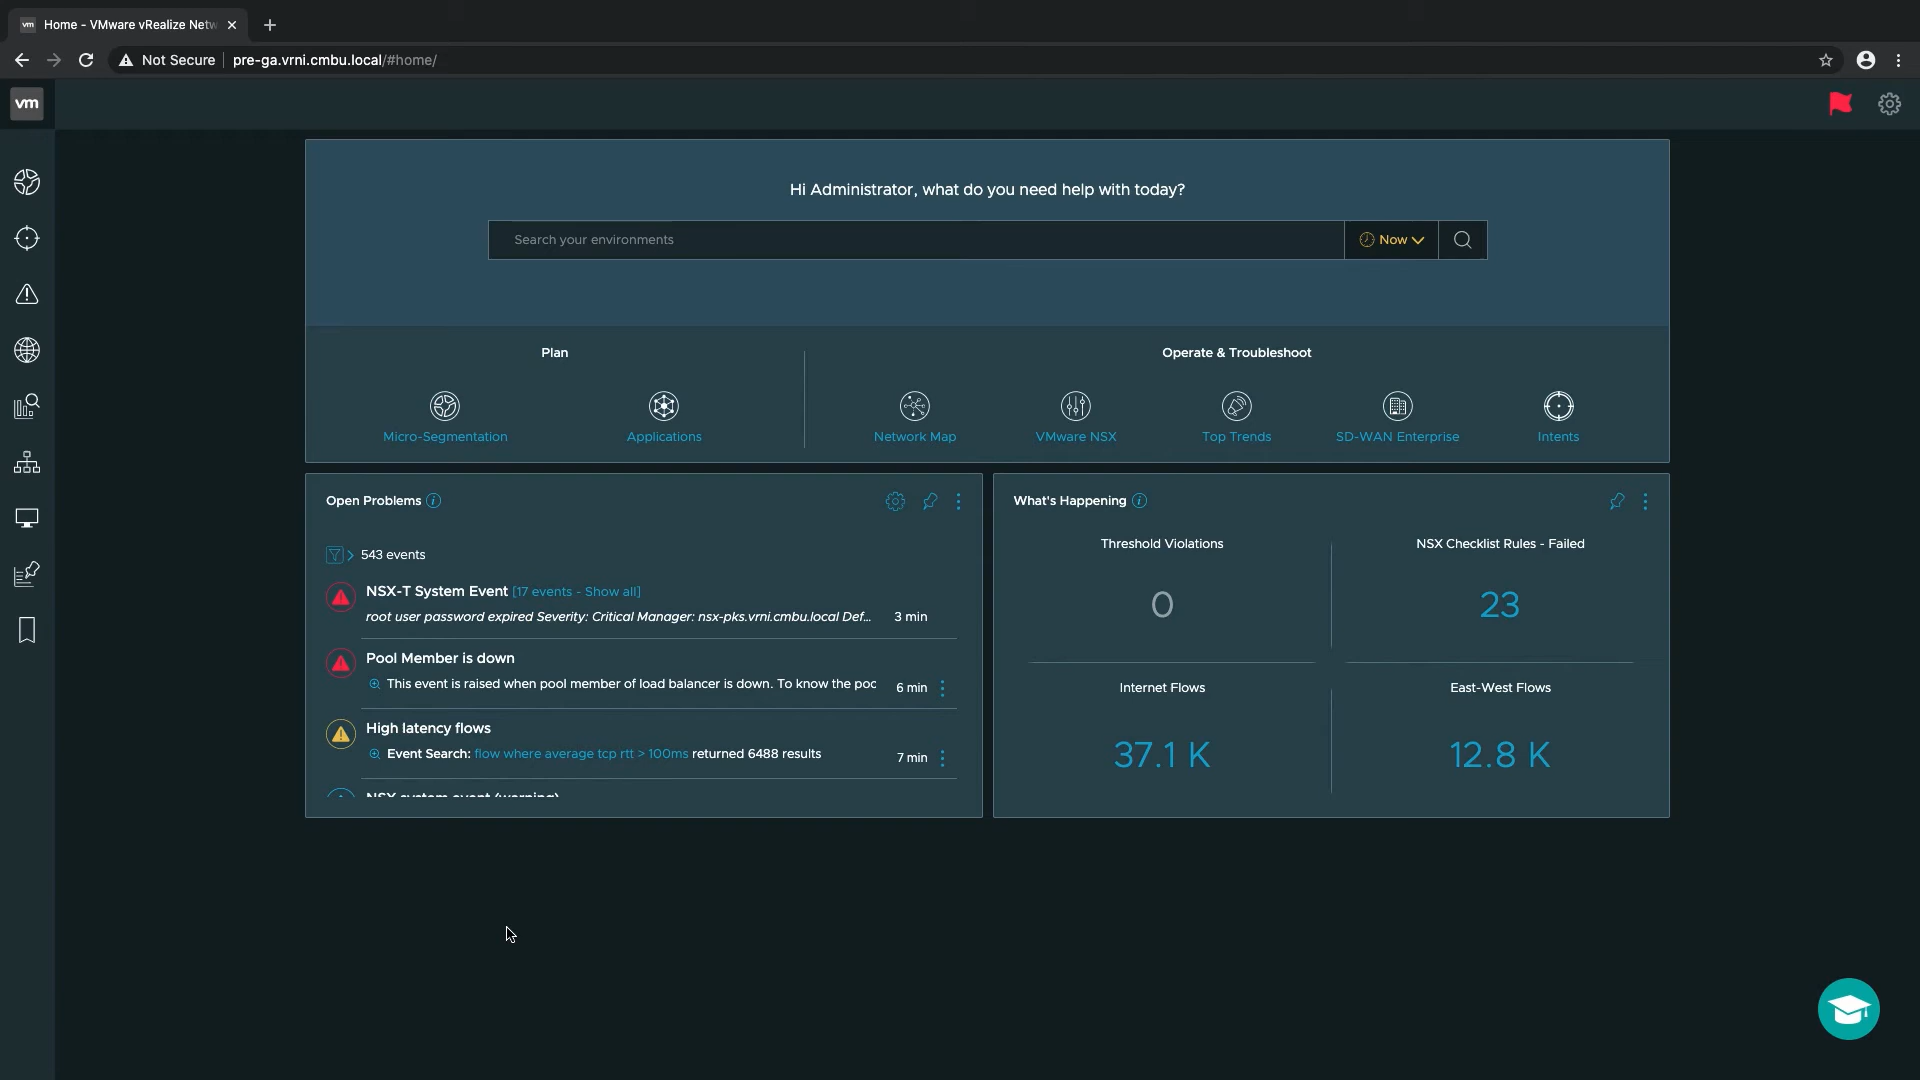 Home - VMware vRealize Netw
Not Secure
pre-ga.vrni.cmbu.local/#home/
vm
Hi Administrator, what do you need help with today?
Search your environments
Now
Plan
Operate & Troubleshoot
Micro-Segmentation
Applications
Network Map
VMware NSX
Top Trends
SD-WAN Enterprise
Intents
Open Problems
543 events
NSX-T System Event [17 events - Show all]
root user password expired Severity: Critical Manager: nsx-pks.vrni.cmbu.local Def...
3 min
Pool Member is down
This event is raised when pool member of load balancer is down. To know the poo
6 min
High latency flows
Event Search: flow where average tcp rtt > 100ms returned 6488 results
7 min
NSX system event (warning)
What's Happening
Threshold Violations
0
NSX Checklist Rules - Failed
23
Internet Flows
37.1 K
East-West Flows
12.8 K